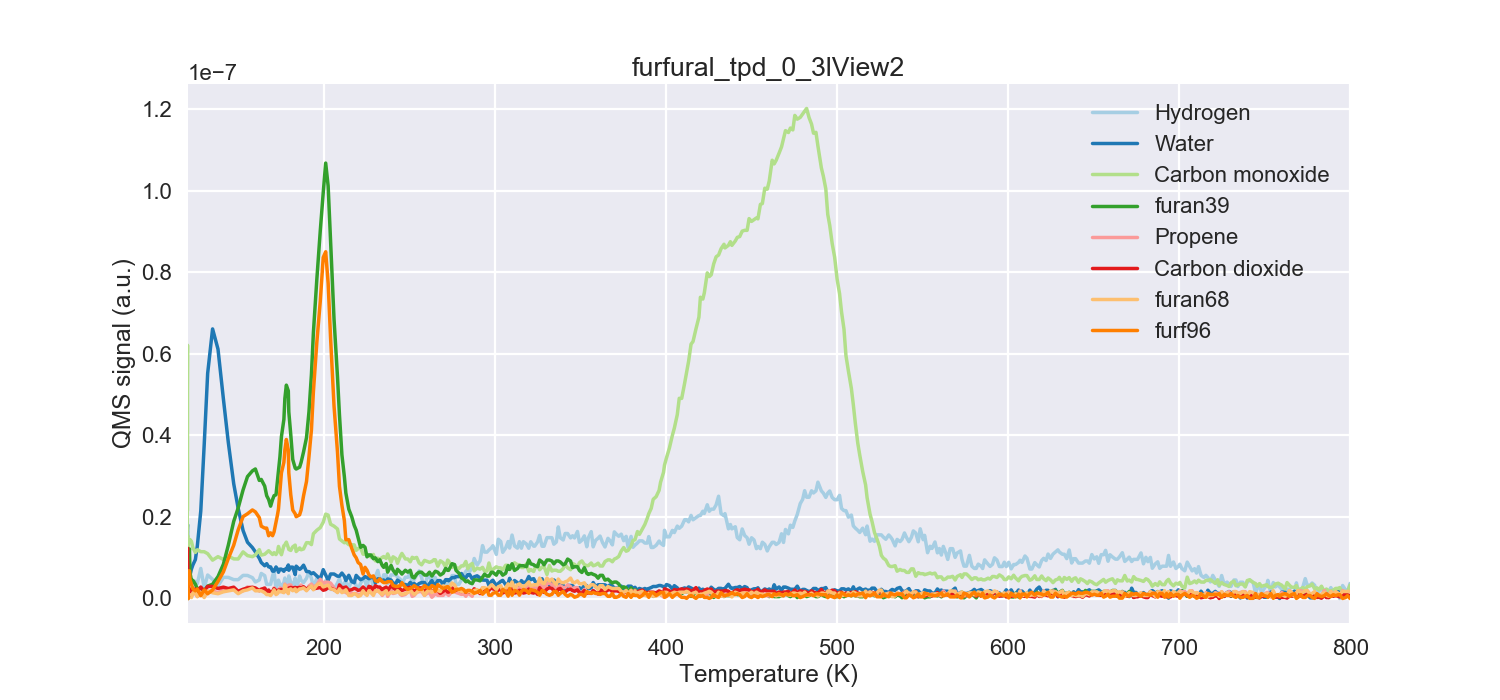 furfural_tpd_0_3lView2
1e−7
QMS signal (a.u.)
1.2
1.0
0.8
0.6
0.4
0.2
0.0
Hydrogen
Water
Carbon monoxide
furan39
Propene
Carbon dioxide
furan68
furf96
200 300 400 500 600 700 800
Temperature (K)